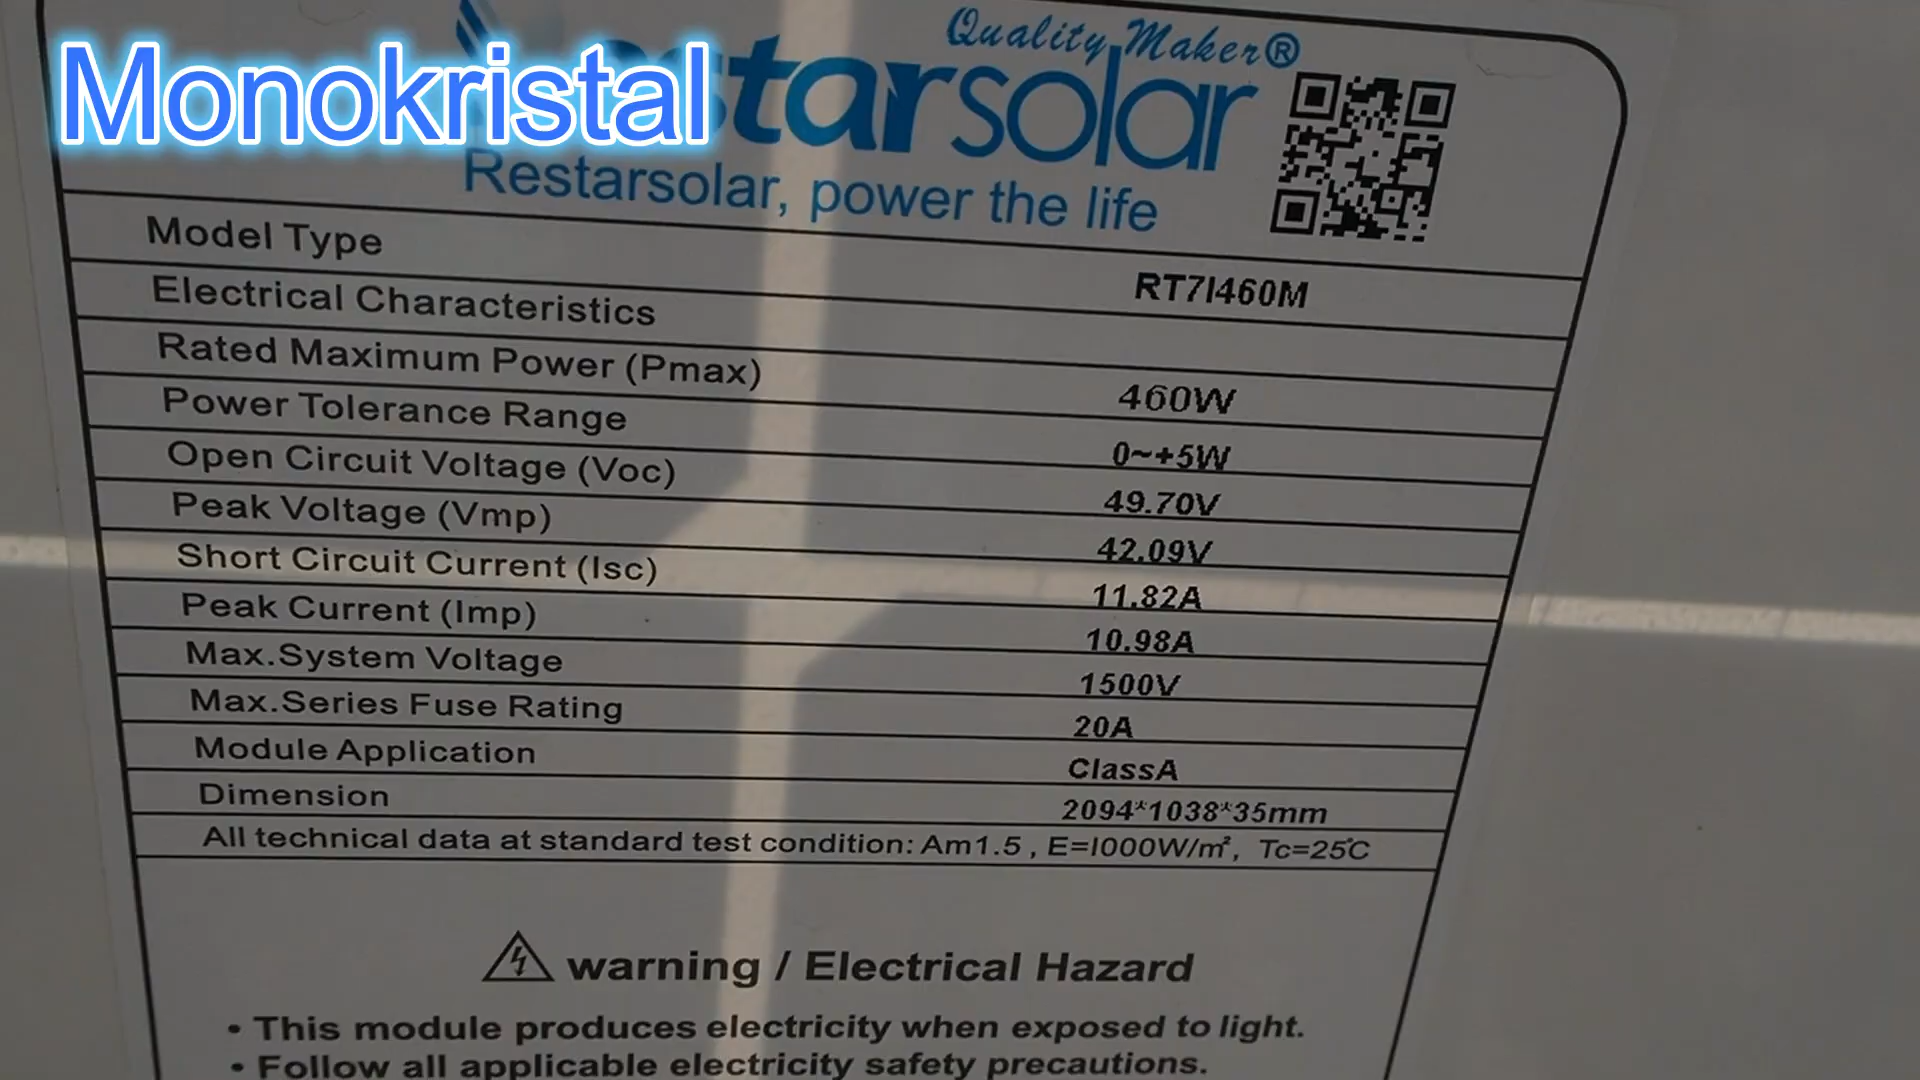 Monokristal
Quality Maker®
starsolar
Restarsolar, power the life
Model Type RT7I460M
Electrical Characteristics
Rated Maximum Power (Pmax) 460W
Power Tolerance Range 0~+5W
Open Circuit Voltage (Voc) 49.70V
Peak Voltage (Vmp) 42.09V
Short Circuit Current (Isc) 11.82A
Peak Current (Imp) 10.98A
Max.System Voltage 1500V
Max.Series Fuse Rating 20A
Module Application ClassA
Dimension 2094*1038*35mm
All technical data at standard test condition: Am1.5 , E=I000W/㎡, Tc=25℃
warning / Electrical Hazard
• This module produces electricity when exposed to light.
• Follow all applicable electricity safety precautions.